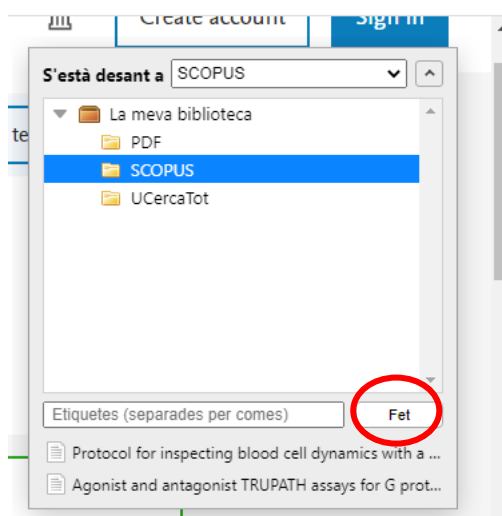 Create account
Sign in
S'està desant a SCOPUS
te
La meva biblioteca
PDF
SCOPUS
UCercaTot
Etiquetes (separades per comes) Fet
Protocol for inspecting blood cell dynamics with a ...
Agonist and antagonist TRUPATH assays for G prot...